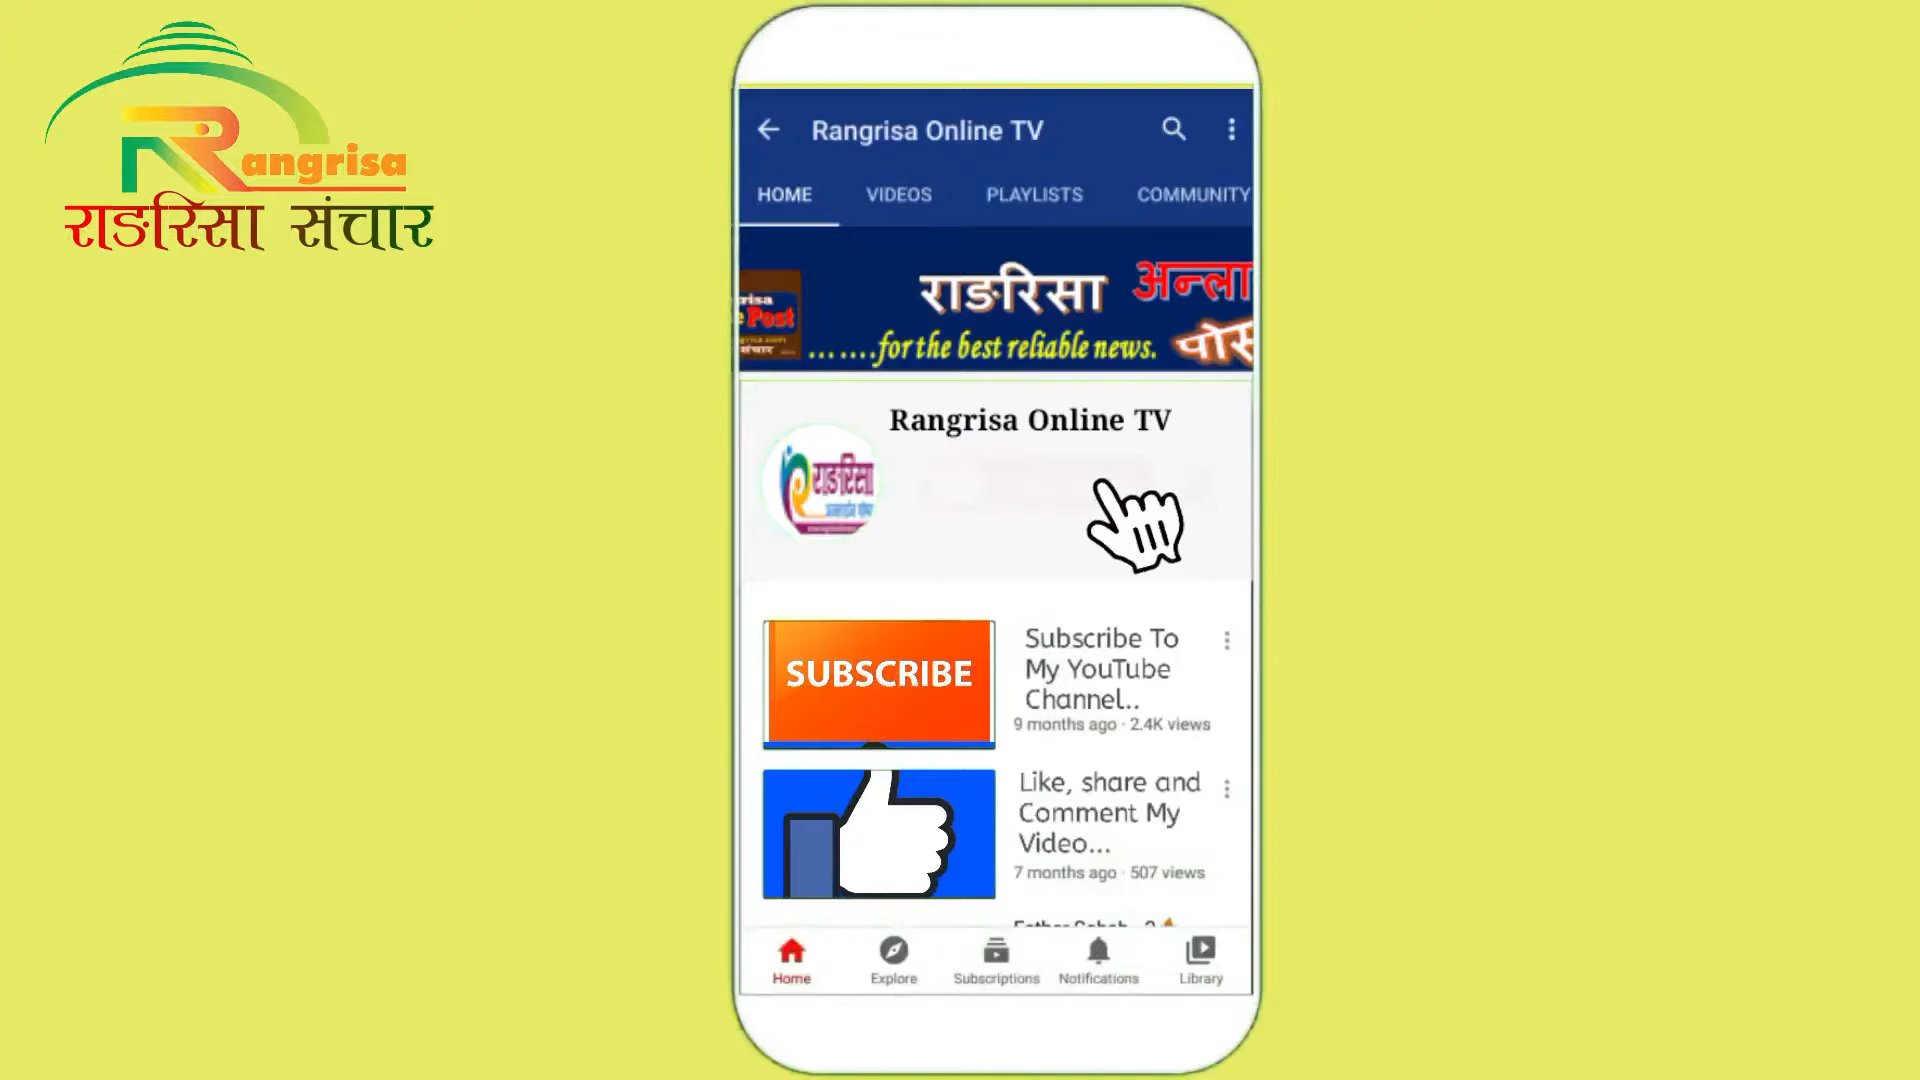 Rangrisa
राङरिसा संचार
Rangrisa Online TV
HOME VIDEOS PLAYLISTS COMMUNITY
राङरिसा अन्ला
Post
.......for the best reliable news.
Rangrisa Online TV
राङरिसा
SUBSCRIBE
Subscribe To
My YouTube
Channel..
9 months ago · 2.4K views
Like, share and
Comment My
Video...
7 months ago · 507 views
Home Explore Subscriptions Notifications Library